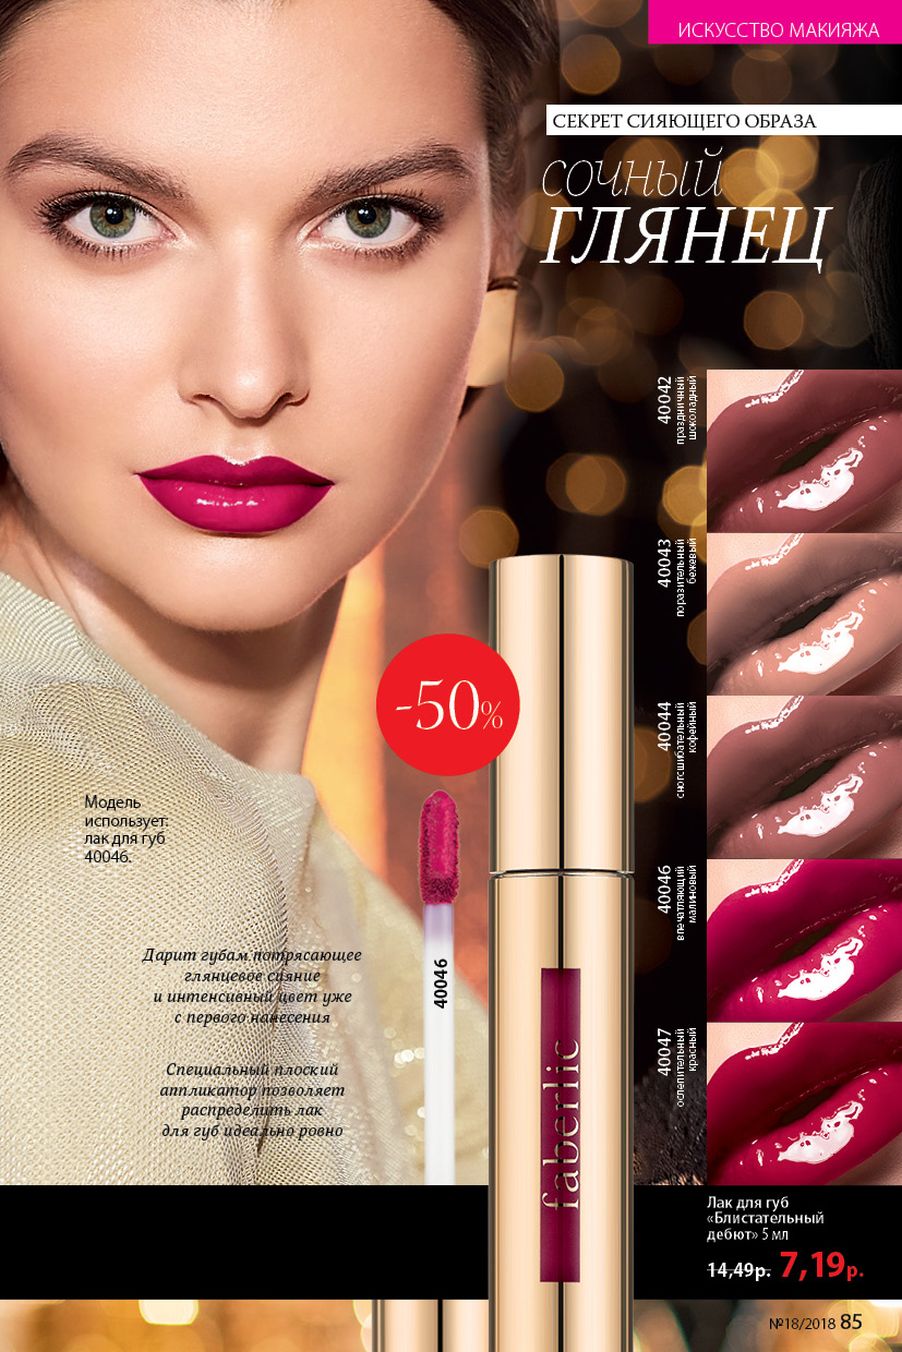 ИСКУССТВО МАКИЯЖА
СЕКРЕТ СИЯЮЩЕГО ОБРАЗА
СОЧНЫЙ
ГЛЯНЕЦ
40042
праздничный
шоколадный
40043
поразительный
бежевый
40044
сногсшибательный
кофейный
40046
впечатляющий
малиновый
40047
ослепительный
красный
-50%
Модель
использует:
лак для губ
40046.
Дарит губам потрясающее
глянцевое сияние
и интенсивный цвет уже
с первого нанесения
Специальный плоский
аппликатор позволяет
распределить лак
для губ идеально ровно
40046
faberlic
Лак для губ
«Блистательный
дебют» 5 мл
14,49р. 7,19р.
№18/2018 85